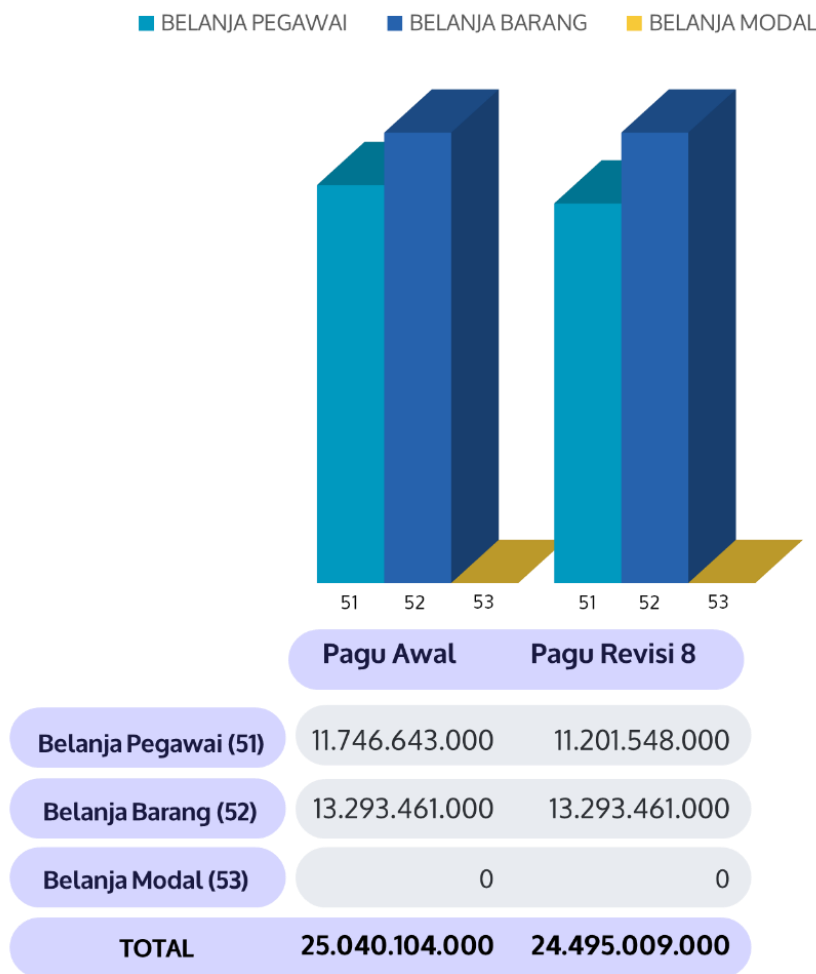 BELANJA PEGAWAI BELANJA BARANG BELANJA MODAL
51 52 53 51 52 53
Pagu Awal Pagu Revisi 8
Belanja Pegawai (51) 11.746.643.000 11.201.548.000
Belanja Barang (52) 13.293.461.000 13.293.461.000
Belanja Modal (53) 0 0
TOTAL 25.040.104.000 24.495.009.000